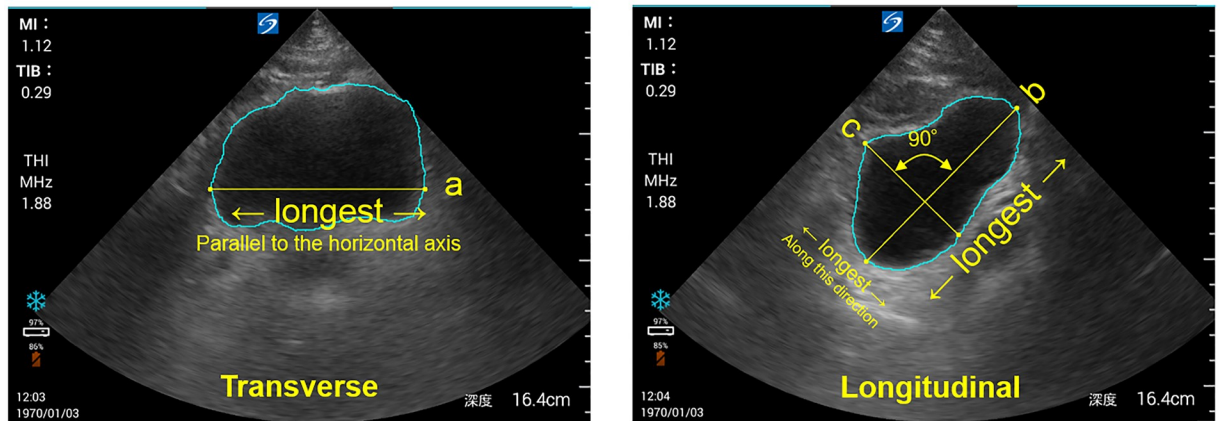 MI：
1.12
TIB：
0.29
THI
MHz
1.88
a
← longest →
Parallel to the horizontal axis
97%
86%
Transverse
12:03
1970/01/03
深度 16.4cm
MI：
1.12
TIB：
0.29
THI
MHz
1.88
c
b
90°
← longest →
← longest →
Along this direction
97%
85%
Longitudinal
12:04
1970/01/03
深度 16.4cm